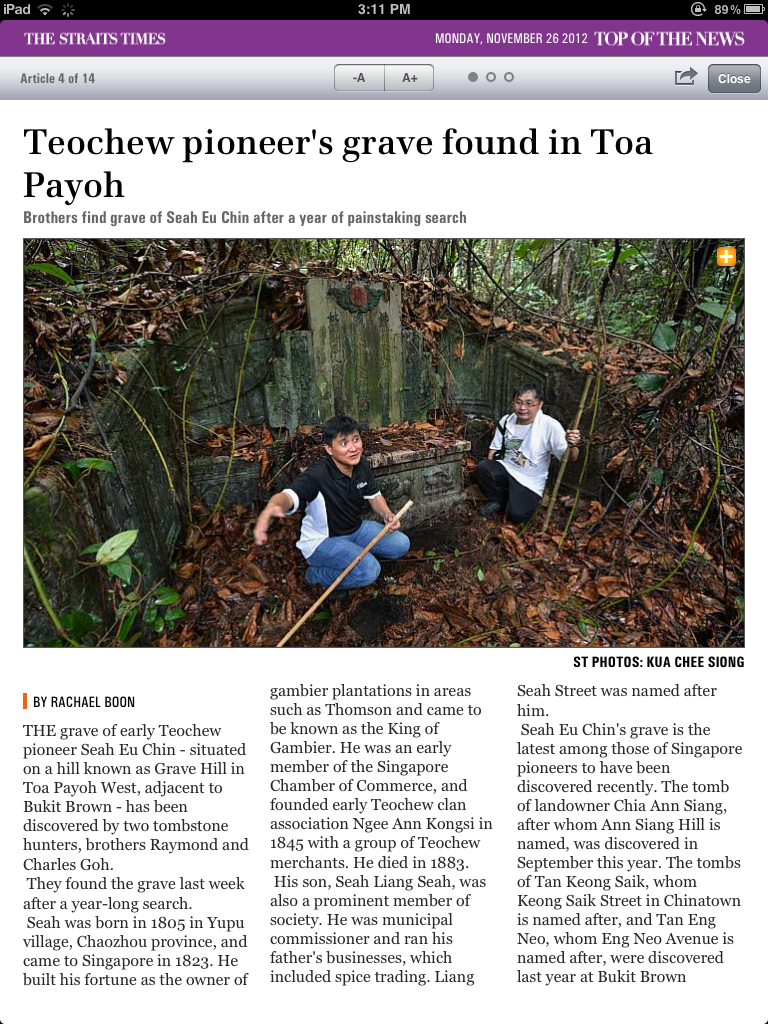 iPad 3:11 PM 89%
THE STRAITS TIMES MONDAY, NOVEMBER 26 2012 TOP OF THE NEWS
Article 4 of 14 -A A+ Close
Teochew pioneer's grave found in Toa
Payoh
Brothers find grave of Seah Eu Chin after a year of painstaking search
ST PHOTOS: KUA CHEE SIONG
BY RACHAEL BOON
THE grave of early Teochew
pioneer Seah Eu Chin - situated
on a hill known as Grave Hill in
Toa Payoh West, adjacent to
Bukit Brown - has been
discovered by two tombstone
hunters, brothers Raymond and
Charles Goh.
They found the grave last week
after a year-long search.
Seah was born in 1805 in Yupu
village, Chaozhou province, and
came to Singapore in 1823. He
built his fortune as the owner of
gambier plantations in areas
such as Thomson and came to
be known as the King of
Gambier. He was an early
member of the Singapore
Chamber of Commerce, and
founded early Teochew clan
association Ngee Ann Kongsi in
1845 with a group of Teochew
merchants. He died in 1883.
His son, Seah Liang Seah, was
also a prominent member of
society. He was municipal
commissioner and ran his
father's businesses, which
included spice trading. Liang
Seah Street was named after
him.
Seah Eu Chin's grave is the
latest among those of Singapore
pioneers to have been
discovered recently. The tomb
of landowner Chia Ann Siang,
after whom Ann Siang Hill is
named, was discovered in
September this year. The tombs
of Tan Keong Saik, whom
Keong Saik Street in Chinatown
is named after, and Tan Eng
Neo, whom Eng Neo Avenue is
named after, were discovered
last year at Bukit Brown